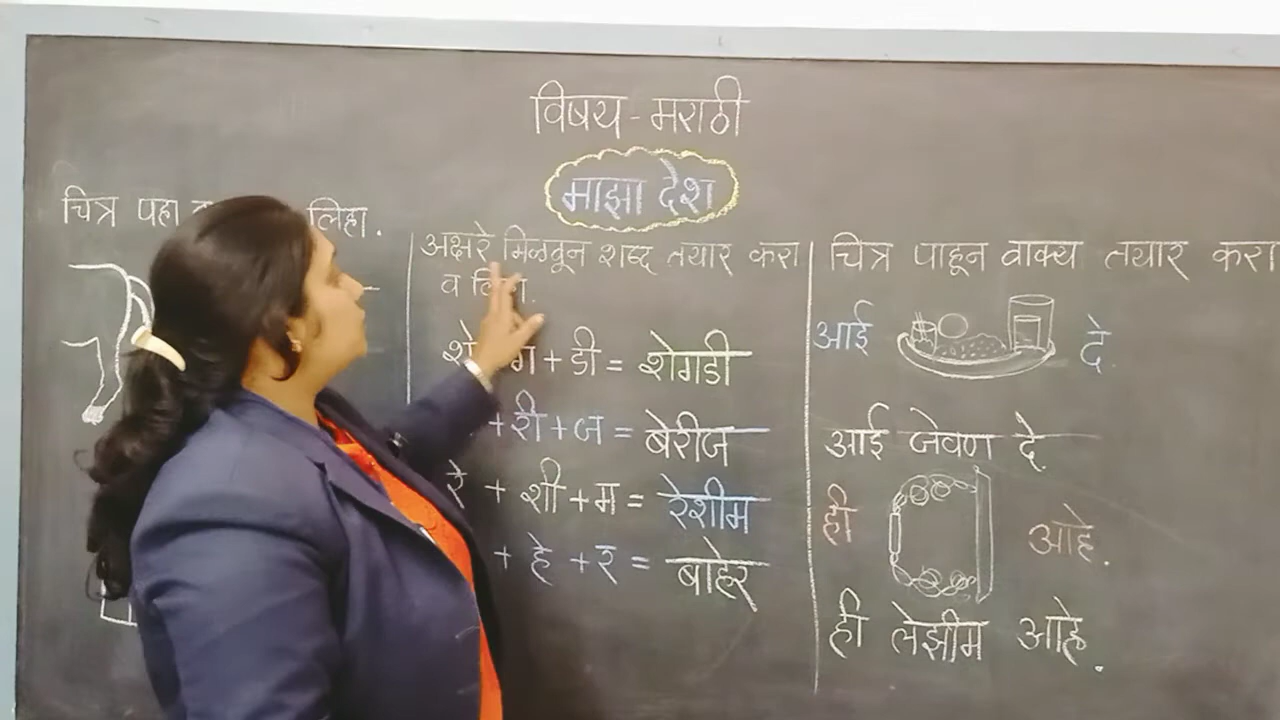 विषय - मराठी
माझा देश
चित्र पहा लिहा.
अक्षरे मिळवून शब्द तयार करा
व
शे ग + डी = शेगडी
+ री + ज = बेरीज
रे + शी + म = रेशीम
+ हे + र = बाहेर
चित्र पाहून वाक्य तयार करा
आई दे.
आई जेवण दे.
ही आहे.
ही लेझीम आहे.